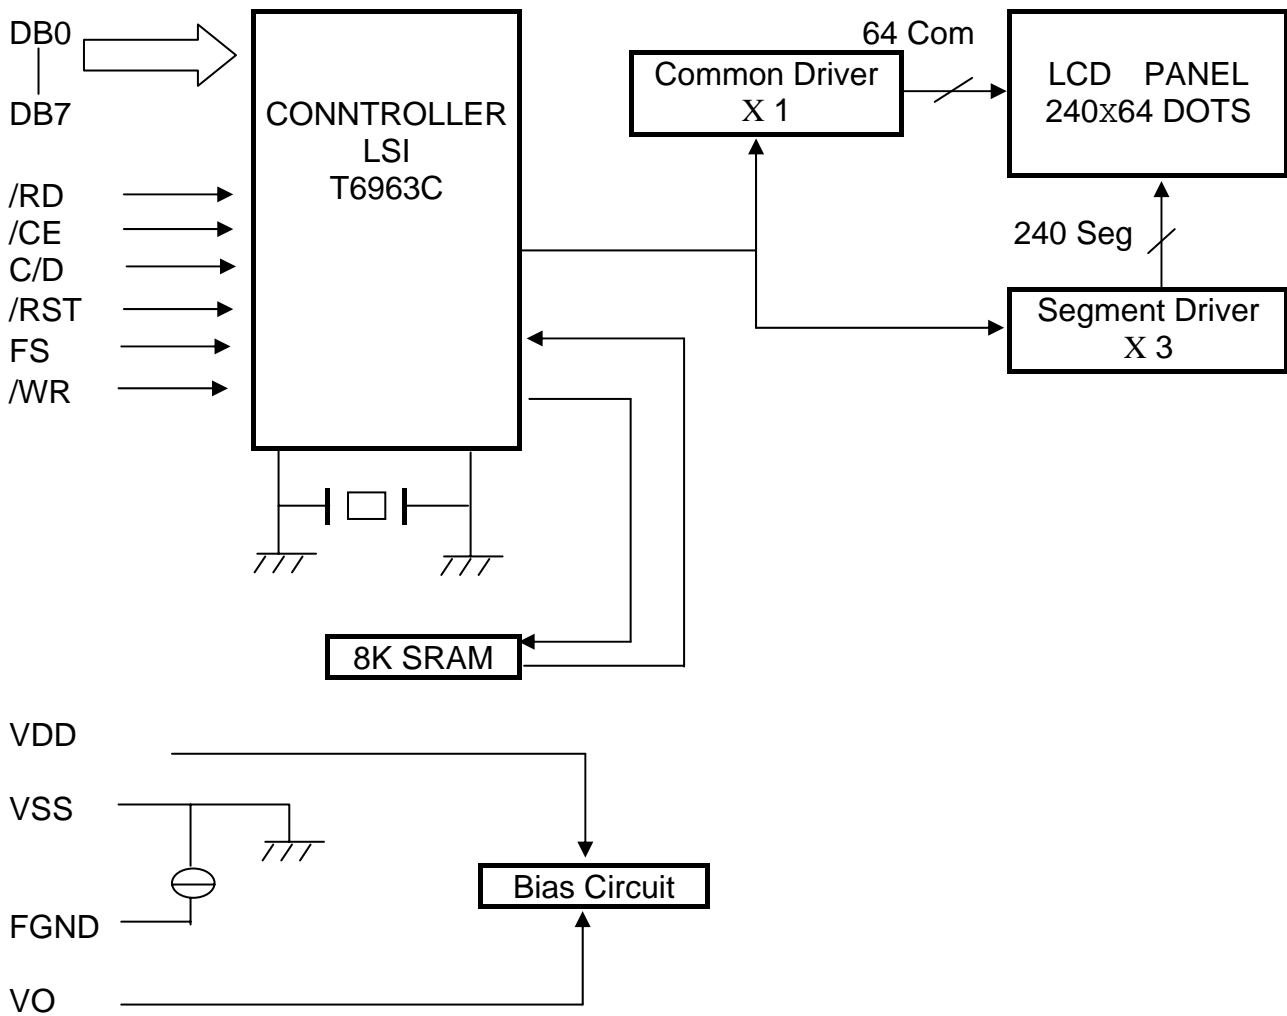 DB0
DB7
/RD
/CE
C/D
/RST
FS
/WR
CONNTROLLER
LSI
T6963C
64 Com
Common Driver
X 1
LCD PANEL
240x64 DOTS
240 Seg
Segment Driver
X 3
8K SRAM
VDD
VSS
FGND
VO
Bias Circuit